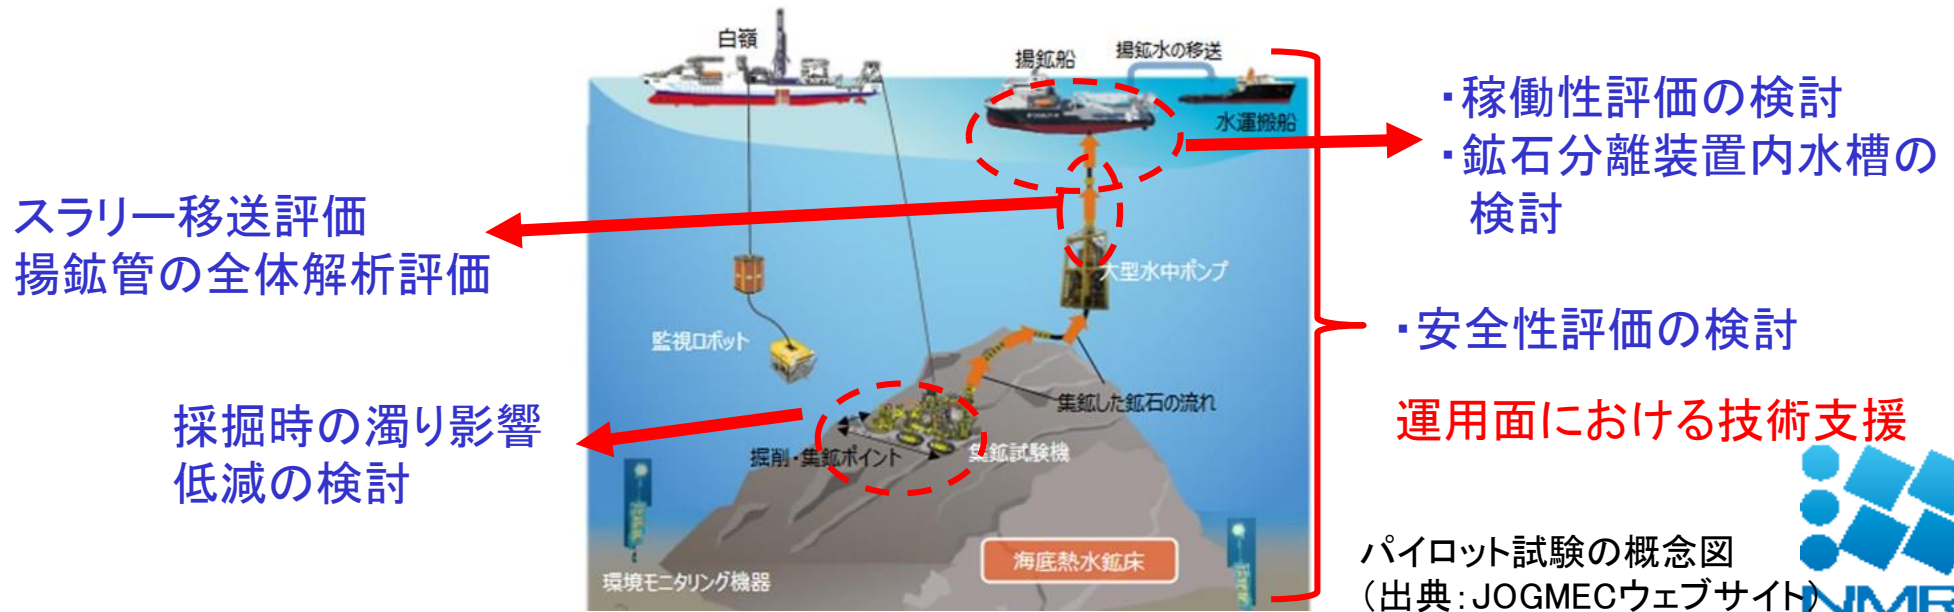 白嶺
揚鉱船
揚鉱水の移送
水運搬船
・稼働性評価の検討
・鉱石分離装置内水槽の
検討
スラリー移送評価
揚鉱管の全体解析評価
大型水中ポンプ
監視ロボット
・安全性評価の検討
集鉱した鉱石の流れ
運用面における技術支援
採掘時の濁り影響
低減の検討
掘削・集鉱ポイント
集鉱試験機
海底熱水鉱床
環境モニタリング機器
パイロット試験の概念図
（出典：JOGMECウェブサイト）